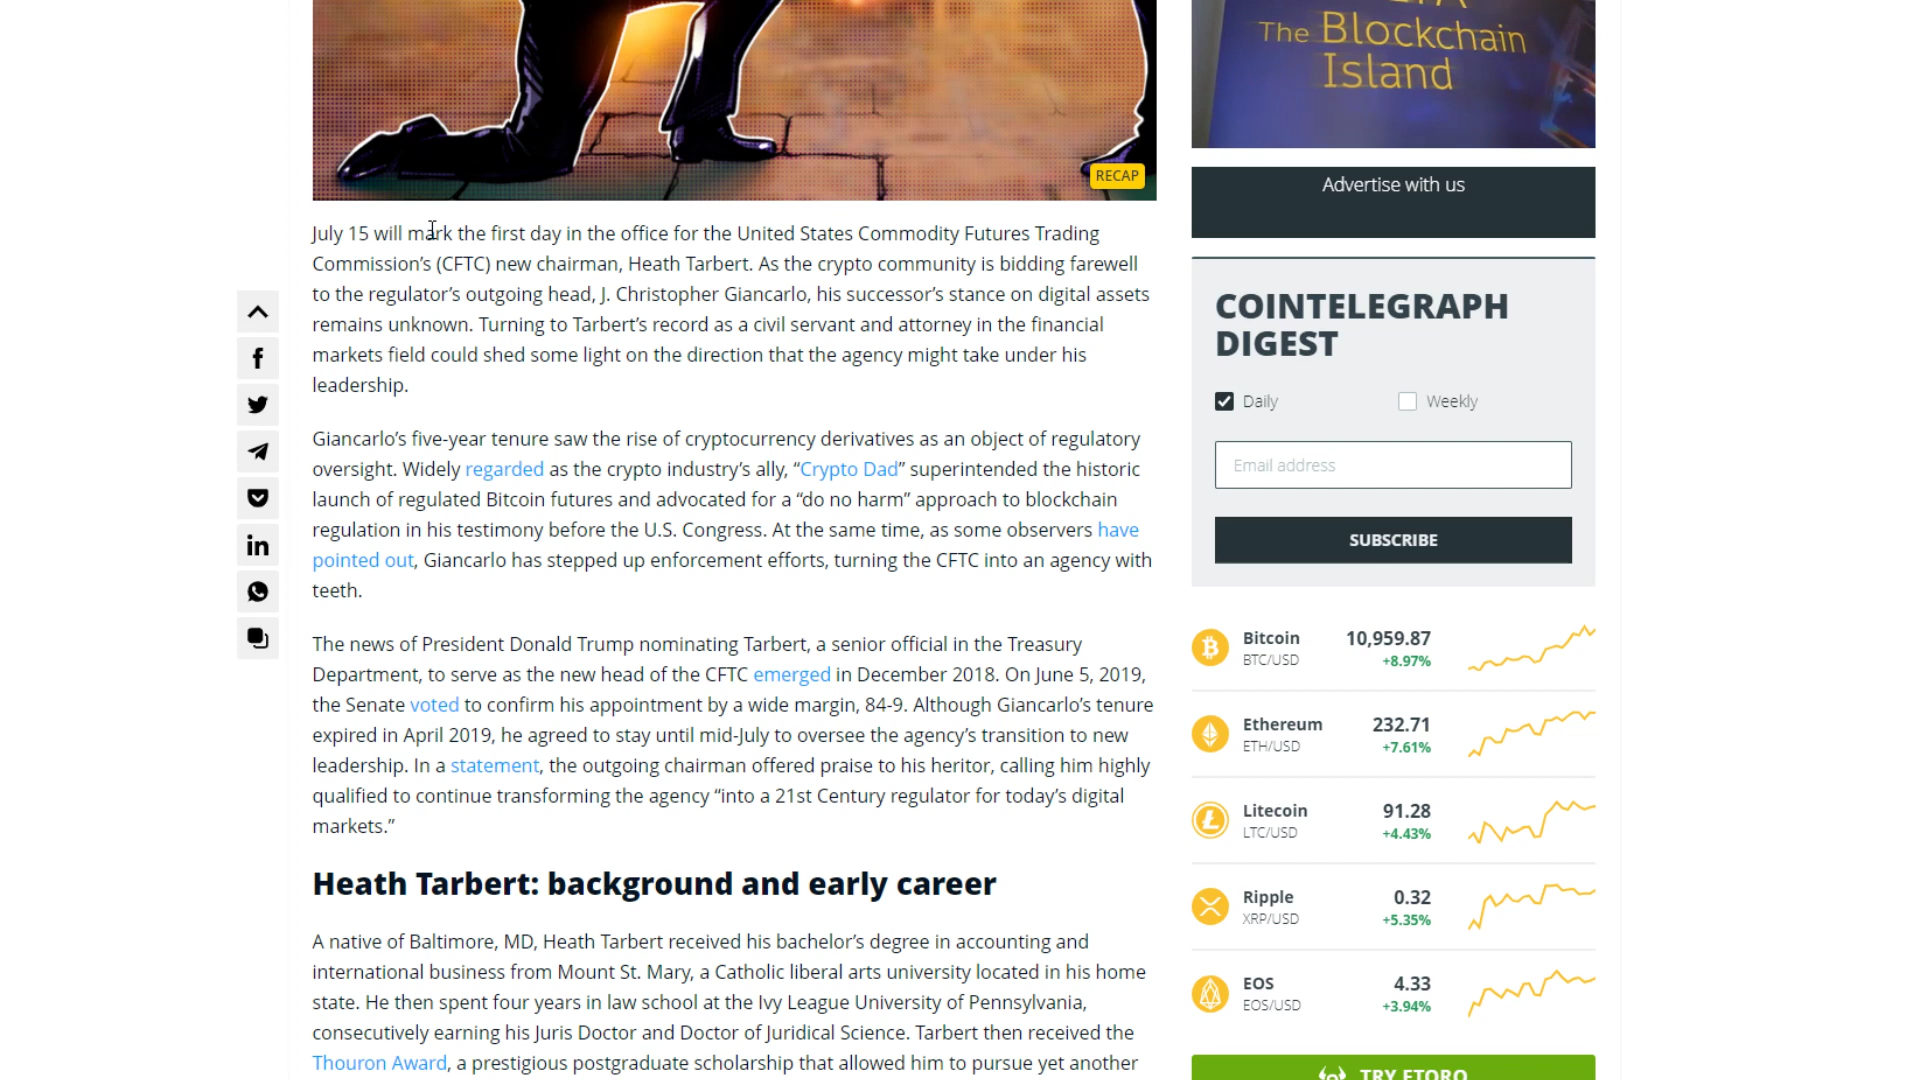 The Blockchain
Island
RECAP
Advertise with us
July 15 will mark the first day in the office for the United States Commodity Futures Trading
Commission’s (CFTC) new chairman, Heath Tarbert. As the crypto community is bidding farewell
to the regulator’s outgoing head, J. Christopher Giancarlo, his successor’s stance on digital assets
remains unknown. Turning to Tarbert’s record as a civil servant and attorney in the financial
markets field could shed some light on the direction that the agency might take under his
leadership.
Giancarlo’s five-year tenure saw the rise of cryptocurrency derivatives as an object of regulatory
oversight. Widely regarded as the crypto industry’s ally, “Crypto Dad” superintended the historic
launch of regulated Bitcoin futures and advocated for a “do no harm” approach to blockchain
regulation in his testimony before the U.S. Congress. At the same time, as some observers have
pointed out, Giancarlo has stepped up enforcement efforts, turning the CFTC into an agency with
teeth.
The news of President Donald Trump nominating Tarbert, a senior official in the Treasury
Department, to serve as the new head of the CFTC emerged in December 2018. On June 5, 2019,
the Senate voted to confirm his appointment by a wide margin, 84-9. Although Giancarlo’s tenure
expired in April 2019, he agreed to stay until mid-July to oversee the agency’s transition to new
leadership. In a statement, the outgoing chairman offered praise to his heritor, calling him highly
qualified to continue transforming the agency “into a 21st Century regulator for today’s digital
markets.”
Heath Tarbert: background and early career
A native of Baltimore, MD, Heath Tarbert received his bachelor’s degree in accounting and
international business from Mount St. Mary, a Catholic liberal arts university located in his home
state. He then spent four years in law school at the Ivy League University of Pennsylvania,
consecutively earning his Juris Doctor and Doctor of Juridical Science. Tarbert then received the
Thouron Award, a prestigious postgraduate scholarship that allowed him to pursue yet another
COINTELEGRAPH
DIGEST
Daily Weekly
Email address
SUBSCRIBE
Bitcoin 10,959.87
BTC/USD +8.97%
Ethereum 232.71
ETH/USD +7.61%
Litecoin 91.28
LTC/USD +4.43%
Ripple 0.32
XRP/USD +5.35%
EOS 4.33
EOS/USD +3.94%
TRY ETORO